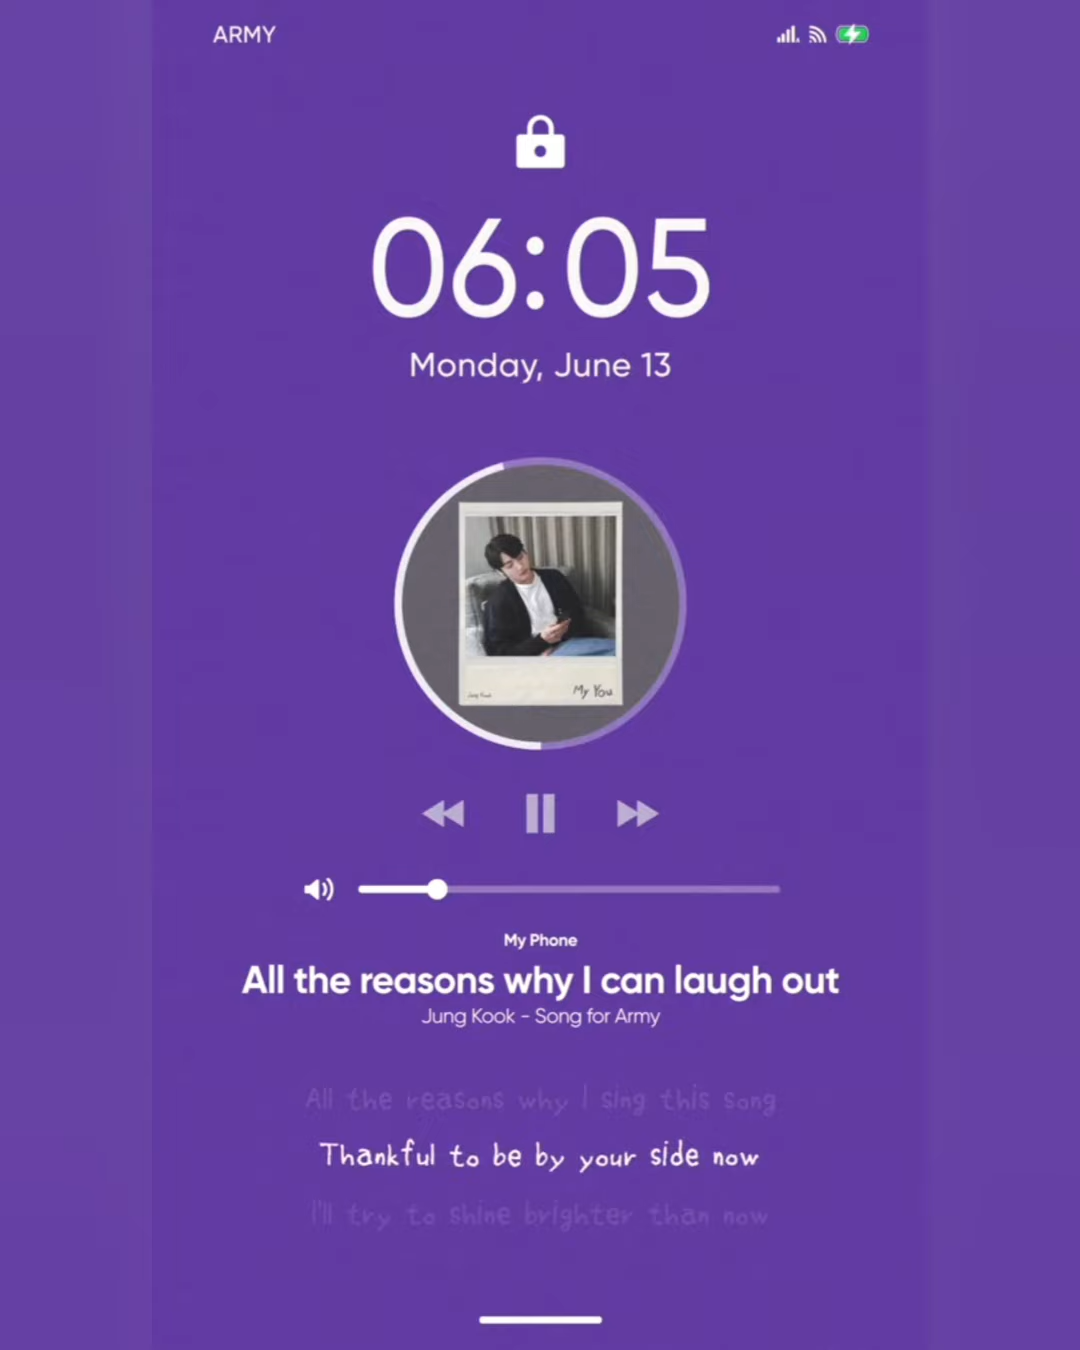 ARMY
06:05
Monday, June 13
Jung Kook
My You
My Phone
All the reasons why I can laugh out
Jung Kook - Song for Army
All the reasons why I sing this song
Thankful to be by your side now
I'll try to shine brighter than now